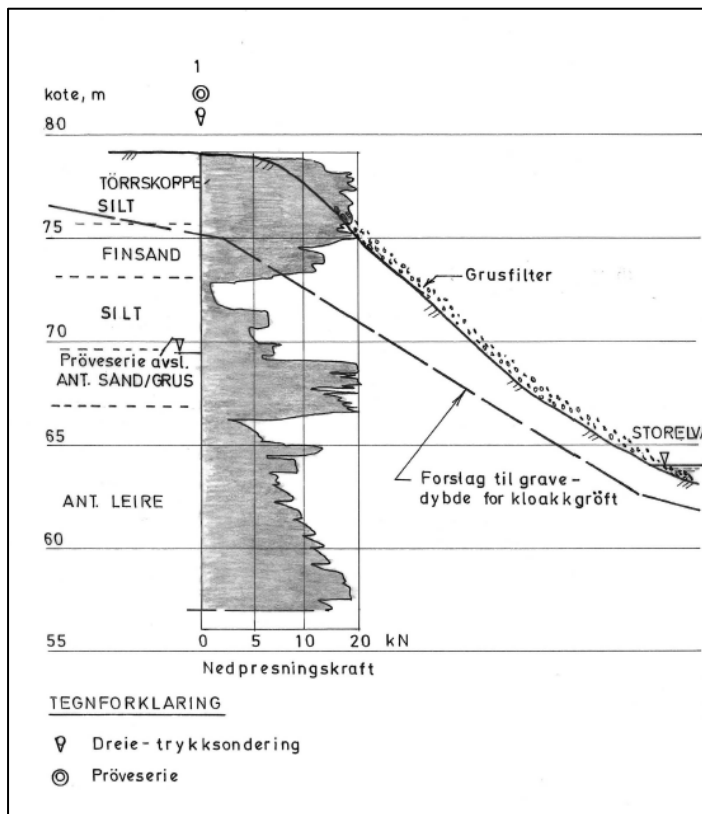 1
kote, m
80
TÖRRSKOPPE
SILT
75
FINSAND
Grusfilter
SILT
70
Pröveserie avsl.
ANT. SAND/GRUS
65
STORELVA
Forslag til grave-
dybde for kloakkgröft
ANT. LEIRE
60
55
0 5 10 20 kN
Nedpresningskraft
TEGNFORKLARING
Dreie-trykksondering
Pröveserie